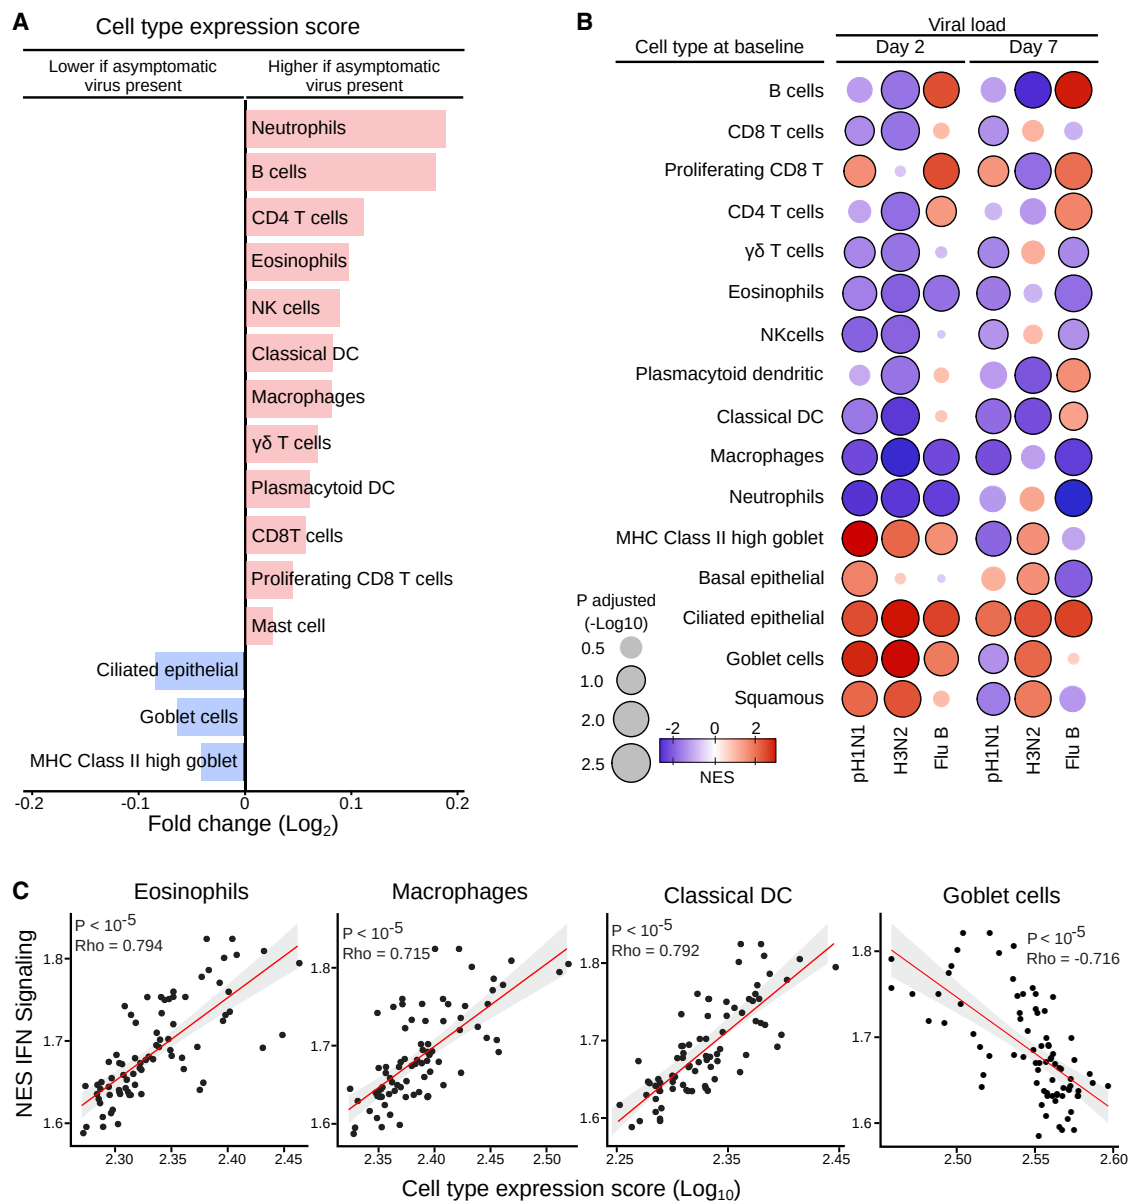 A
Cell type expression score
Lower if asymptomatic
virus present
Higher if asymptomatic
virus present
Neutrophils
B cells
CD4 T cells
Eosinophils
NK cells
Classical DC
Macrophages
γδ T cells
Plasmacytoid DC
CD8T cells
Proliferating CD8 T cells
Mast cell
Ciliated epithelial
Goblet cells
MHC Class II high goblet
-0.2 -0.1 0 0.1 0.2
Fold change (Log2)
B
Viral load
Cell type at baseline Day 2 Day 7
B cells
CD8 T cells
Proliferating CD8 T
CD4 T cells
γδ T cells
Eosinophils
NKcells
Plasmacytoid dendritic
Classical DC
Macrophages
Neutrophils
MHC Class II high goblet
Basal epithelial
Ciliated epithelial
Goblet cells
Squamous
P adjusted
(-Log10)
0.5
1.0
2.0
2.5
-2 0 2
NES
pH1N1 H3N2 Flu B pH1N1 H3N2 Flu B
C
Eosinophils
P < 10-5
Rho = 0.794
1.8
1.7
1.6
2.30 2.35 2.40 2.45
Macrophages
P < 10-5
Rho = 0.715
1.8
1.7
1.6
2.35 2.40 2.45 2.50
Classical DC
P < 10-5
Rho = 0.792
1.8
1.7
1.6
2.25 2.35 2.45
Goblet cells
P < 10-5
Rho = -0.716
1.8
1.7
1.6
2.50 2.55 2.60
NES IFN Signaling
Cell type expression score (Log10)